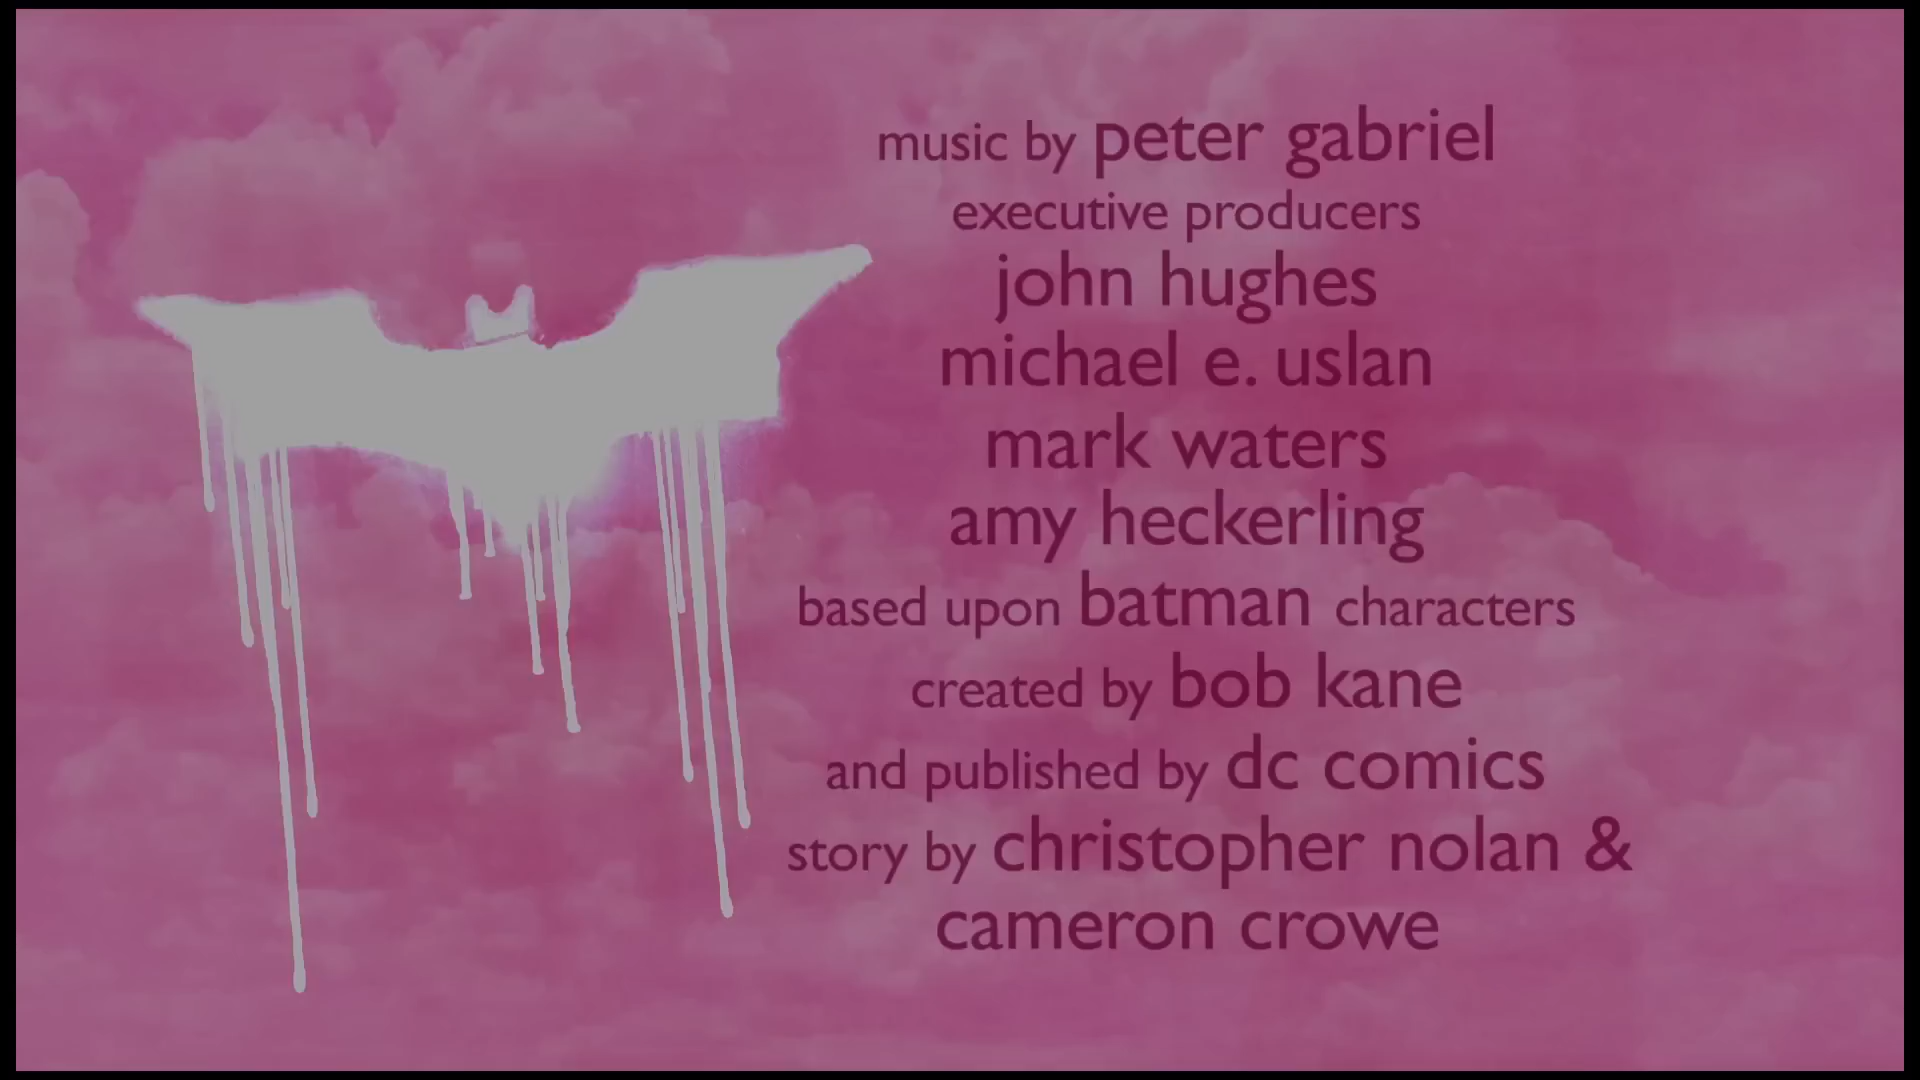 music by peter gabriel
executive producers
john hughes
michael e. uslan
mark waters
amy heckerling
based upon batman characters
created by bob kane
and published by dc comics
story by christopher nolan &
cameron crowe